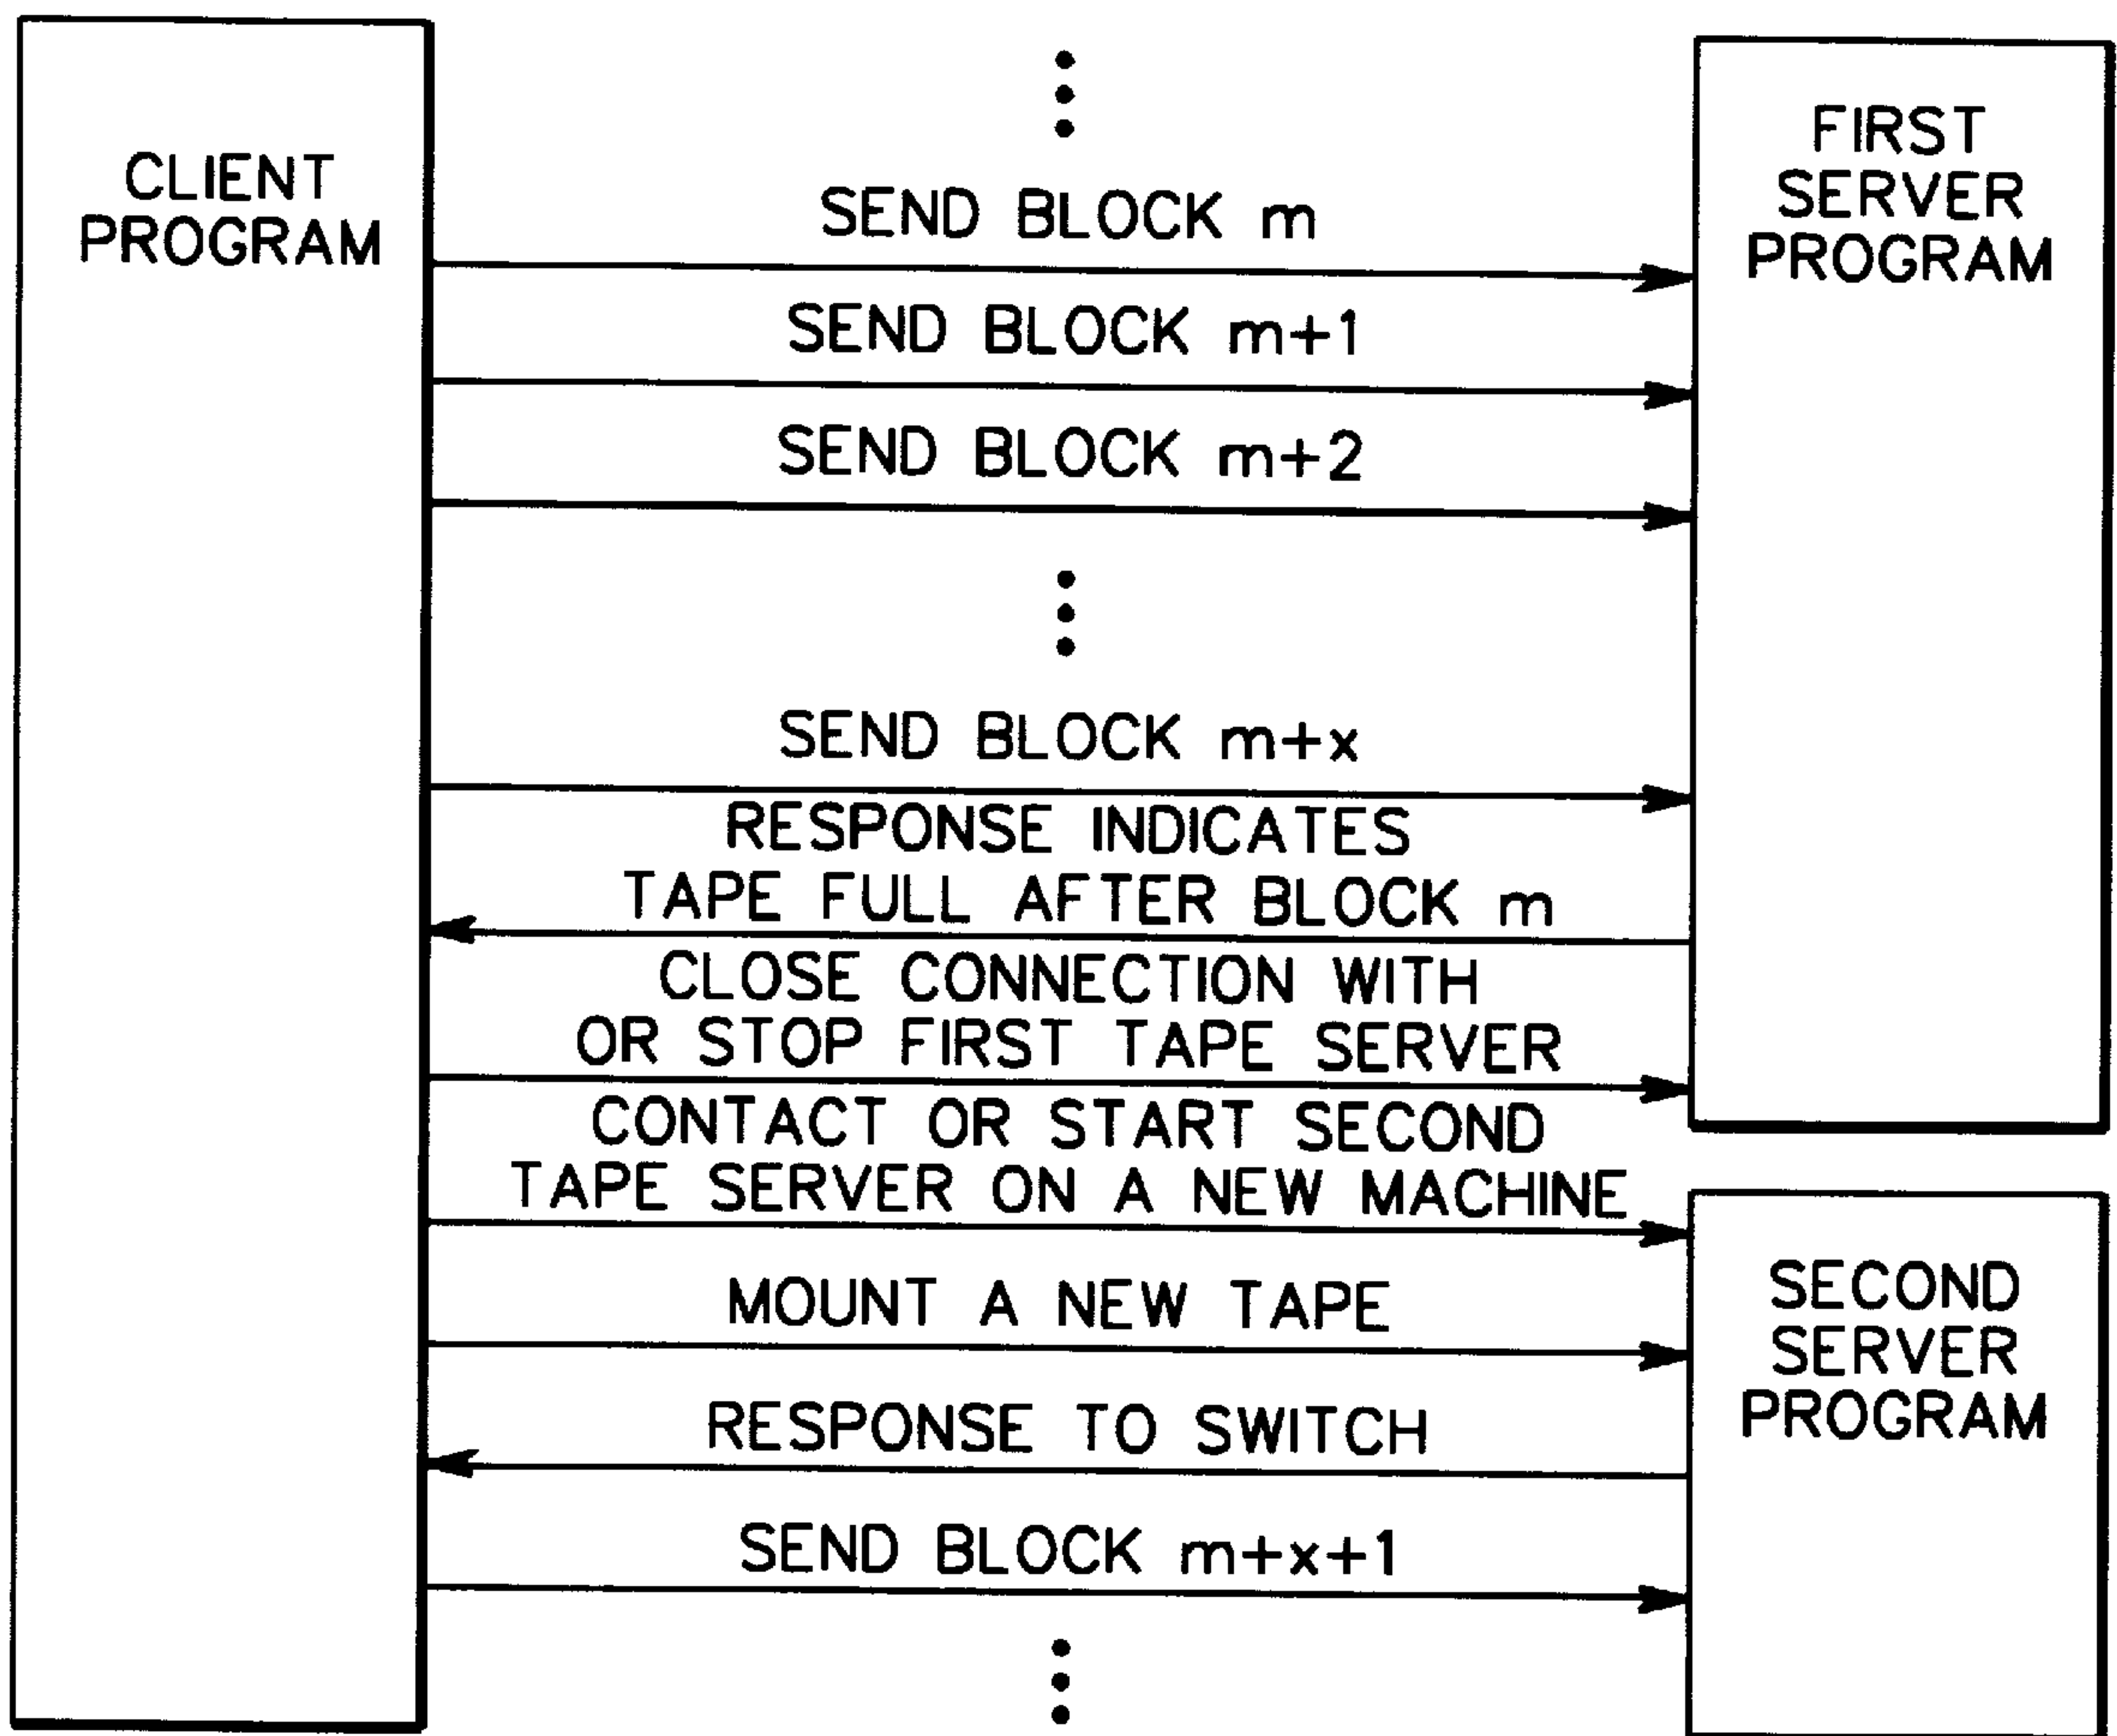 CLIENT
PROGRAM
FIRST
SERVER
PROGRAM
SEND BLOCK m
SEND BLOCK m+1
SEND BLOCK m+2
SEND BLOCK m+x
RESPONSE INDICATES
TAPE FULL AFTER BLOCK m
CLOSE CONNECTION WITH
OR STOP FIRST TAPE SERVER
CONTACT OR START SECOND
TAPE SERVER ON A NEW MACHINE
MOUNT A NEW TAPE
SECOND
SERVER
PROGRAM
RESPONSE TO SWITCH
SEND BLOCK m+x+1